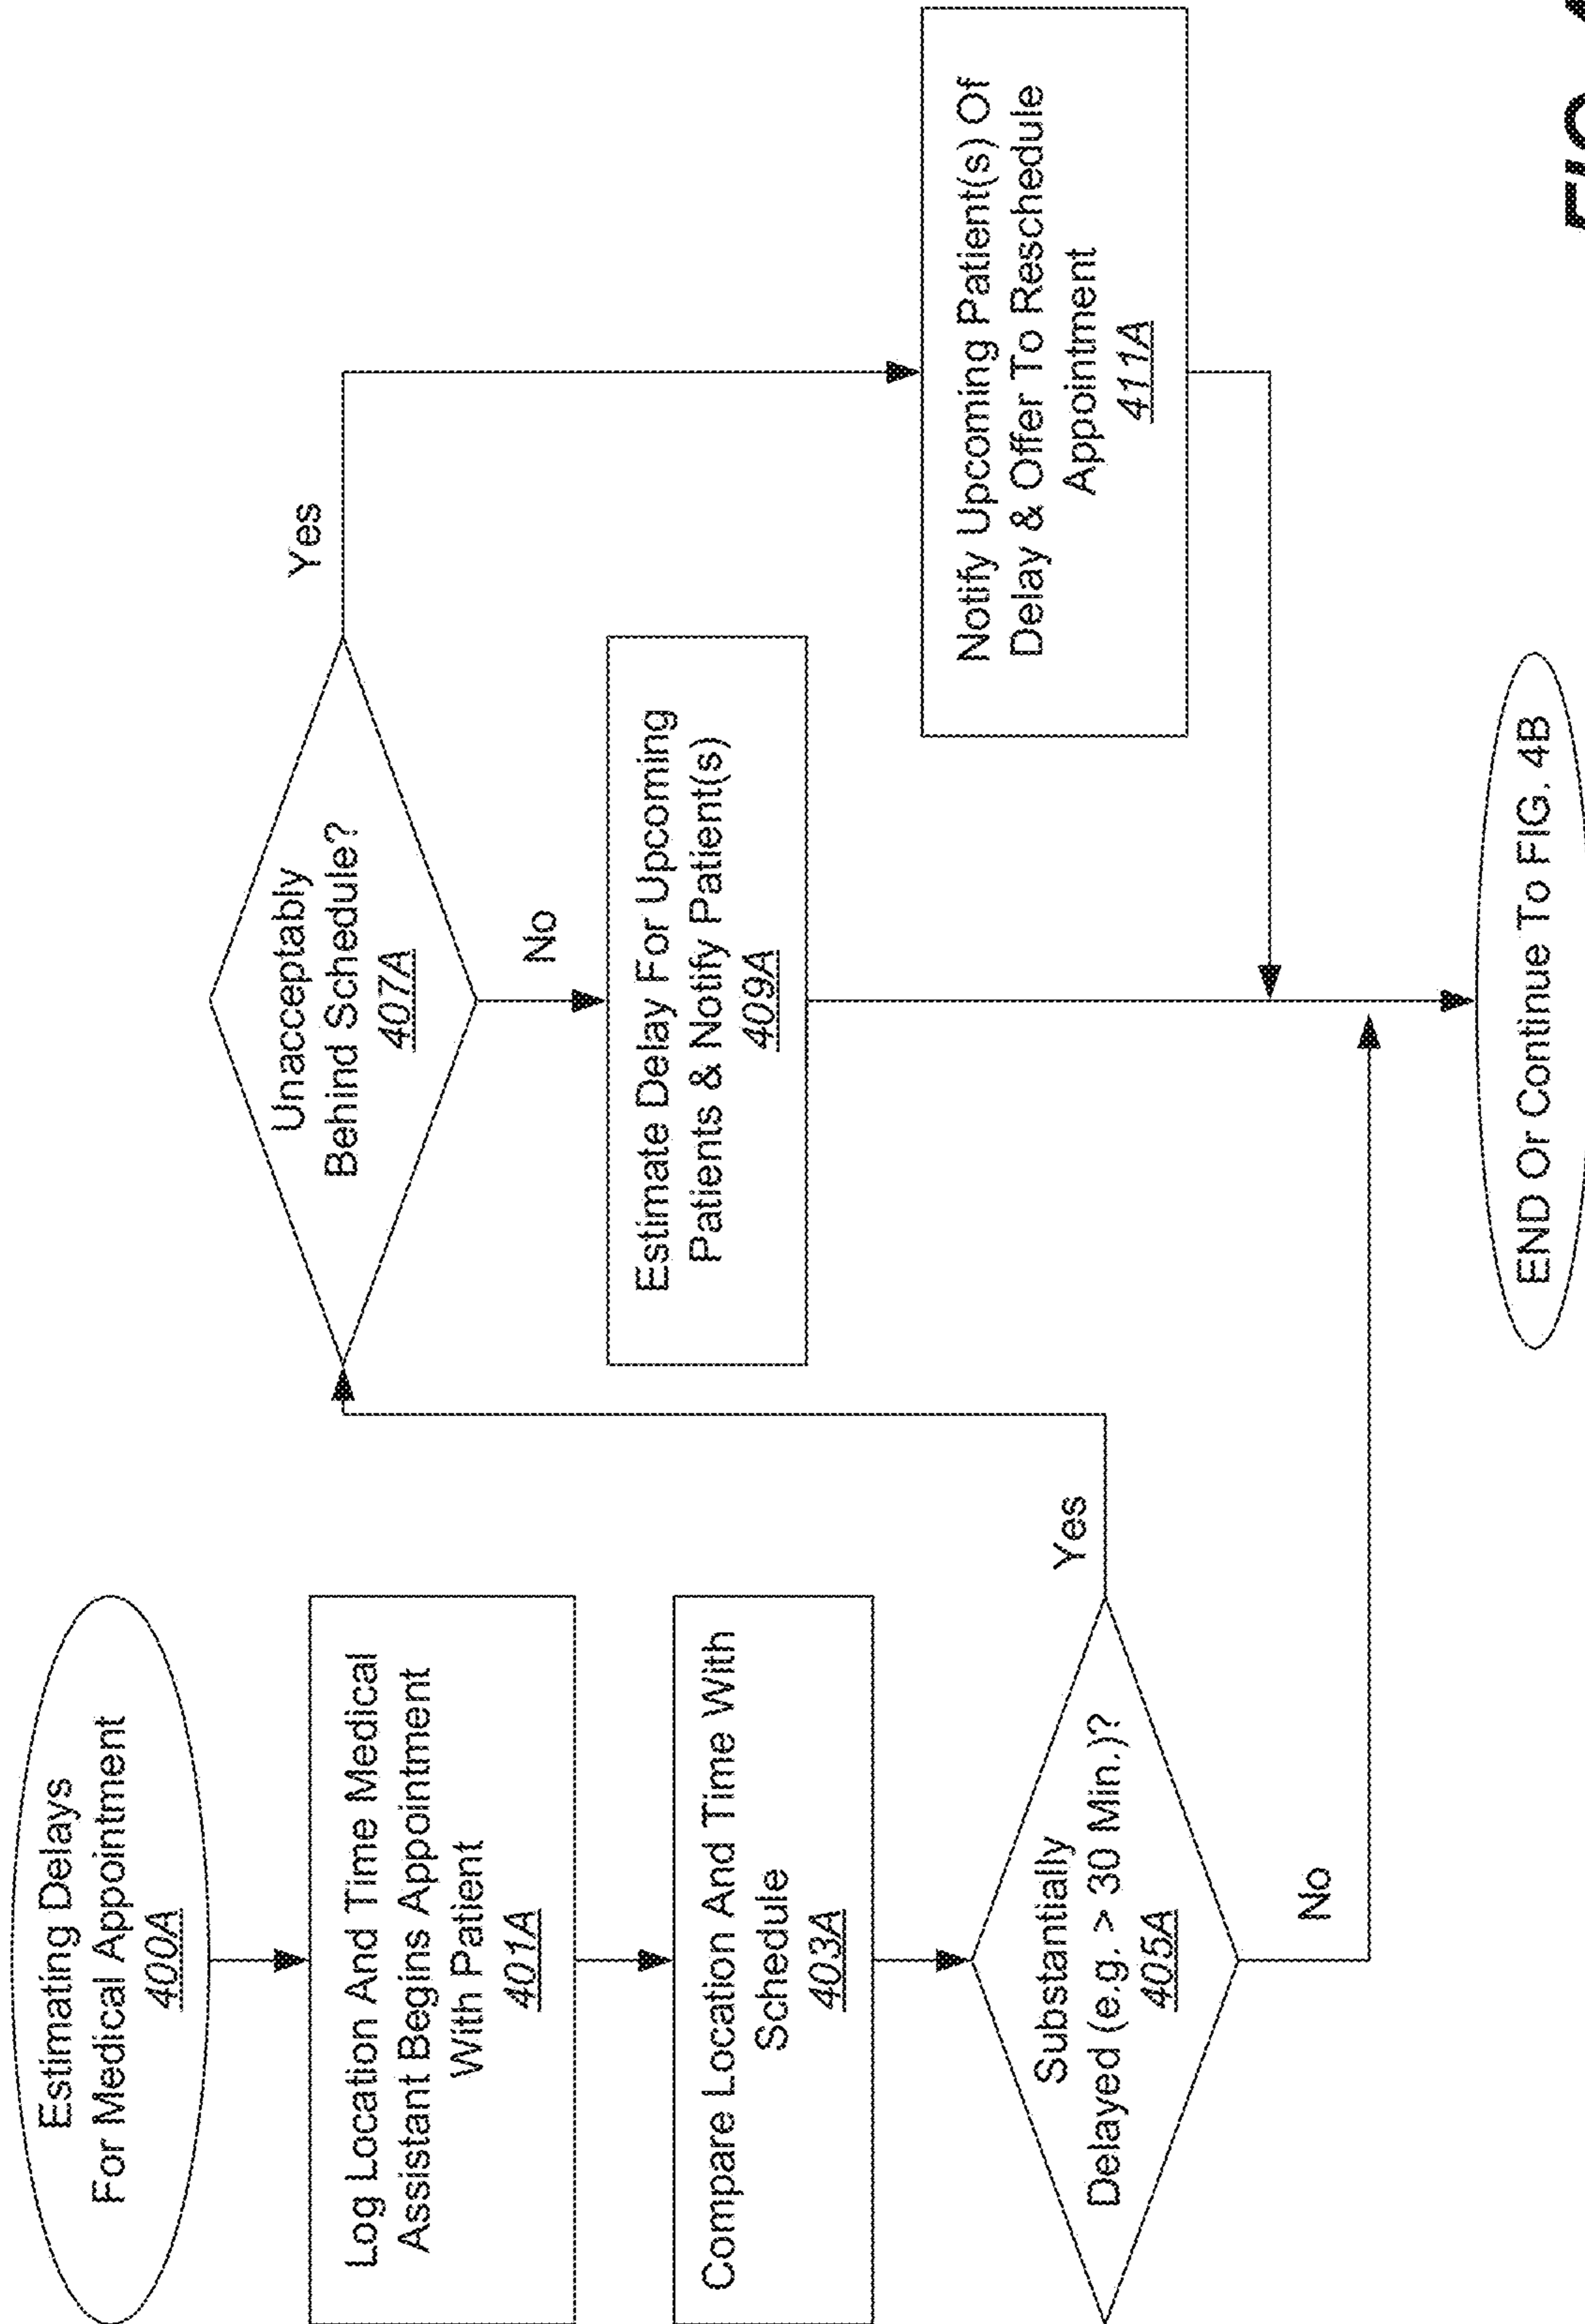 Estimating Delays
For Medical Appointment
400A
Log Location And Time Medical
Assistant Begins Appointment
With Patient
401A
Compare Location And Time With
Schedule
403A
Substantially
Delayed (e.g. > 30 Min.)?
405A
Yes
No
Unacceptably
Behind Schedule?
407A
Yes
No
Estimate Delay For Upcoming
Patients & Notify Patient(s)
409A
Notify Upcoming Patient(s) Of
Delay & Offer To Reschedule
Appointment
411A
END Or Continue To FIG. 4B